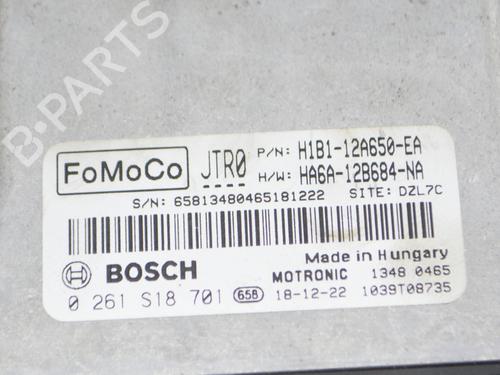 FoMoCo JTR0 P/N: H1B1-12A650-EA
H/W: HA6A-12B684-NA
S/N: 65813480465181222 SITE: DZL7C
BOSCH Made in Hungary
MOTRONIC 1348 0465
0 261 S18 701 65B 18-12-22 1039T08735
B-Parts